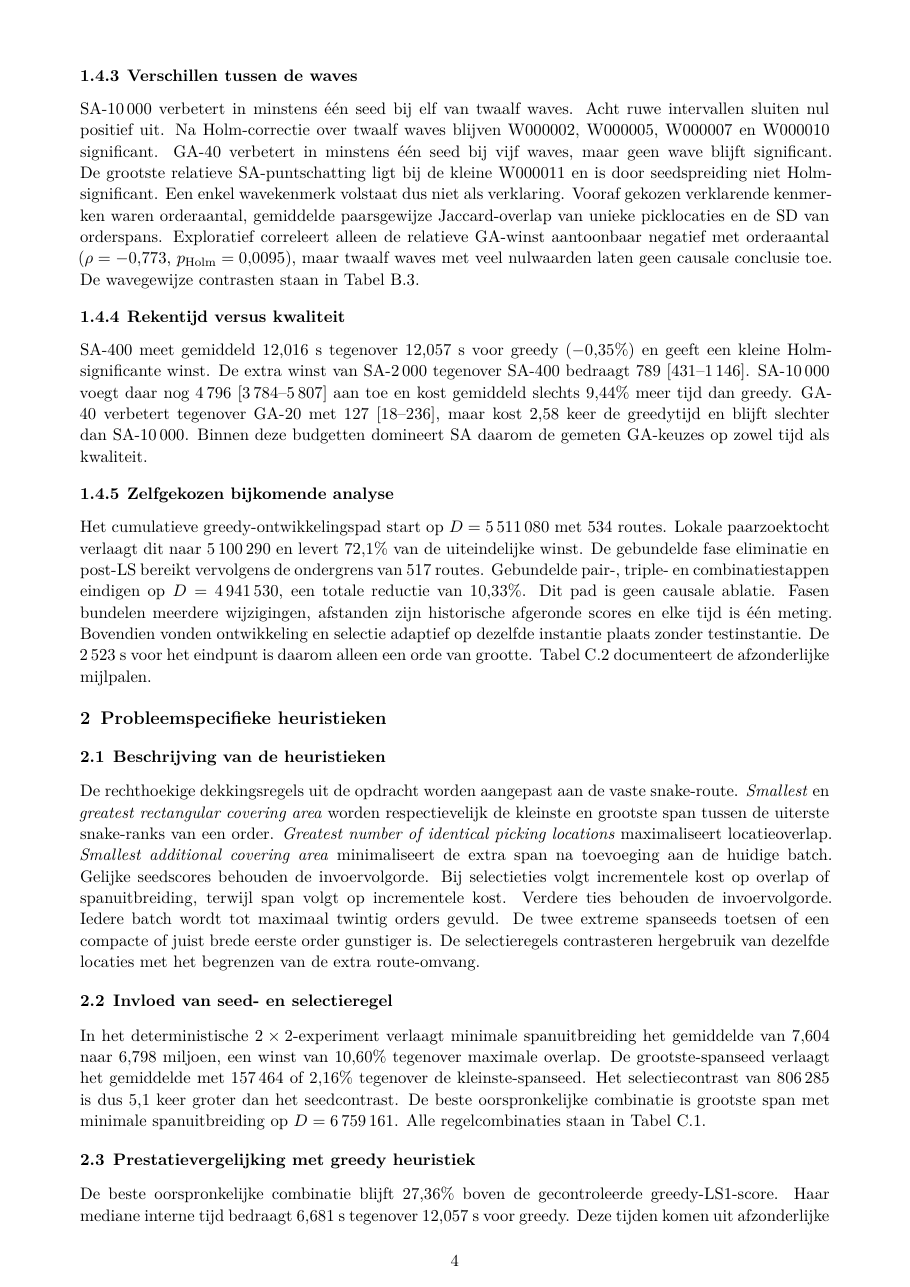 1.4.3 Verschillen tussen de waves
SA-10 000 verbetert in minstens één seed bij elf van twaalf waves. Acht ruwe intervallen sluiten nul
positief uit. Na Holm-correctie over twaalf waves blijven W000002, W000005, W000007 en W000010
significant. GA-40 verbetert in minstens één seed bij vijf waves, maar geen wave blijft significant.
De grootste relatieve SA-puntschatting ligt bij de kleine W000011 en is door seedspreiding niet Holm-
significant. Een enkel wavekenmerk volstaat dus niet als verklaring. Vooraf gekozen verklarende kenmer-
ken waren orderaantal, gemiddelde paarsgewijze Jaccard-overlap van unieke picklocaties en de SD van
orderspans. Exploratief correleert alleen de relatieve GA-winst aantoonbaar negatief met orderaantal
(ρ = −0,773, pHolm = 0,0095), maar twaalf waves met veel nulwaarden laten geen causale conclusie toe.
De wavegewijze contrasten staan in Tabel B.3.
1.4.4 Rekentijd versus kwaliteit
SA-400 meet gemiddeld 12,016 s tegenover 12,057 s voor greedy (−0,35%) en geeft een kleine Holm-
significante winst. De extra winst van SA-2 000 tegenover SA-400 bedraagt 789 [431–1 146]. SA-10 000
voegt daar nog 4 796 [3 784–5 807] aan toe en kost gemiddeld slechts 9,44% meer tijd dan greedy. GA-
40 verbetert tegenover GA-20 met 127 [18–236], maar kost 2,58 keer de greedytijd en blijft slechter
dan SA-10 000. Binnen deze budgetten domineert SA daarom de gemeten GA-keuzes op zowel tijd als
kwaliteit.
1.4.5 Zelfgekozen bijkomende analyse
Het cumulatieve greedy-ontwikkelingspad start op D = 5 511 080 met 534 routes. Lokale paarzoektocht
verlaagt dit naar 5 100 290 en levert 72,1% van de uiteindelijke winst. De gebundelde fase eliminatie en
post-LS bereikt vervolgens de ondergrens van 517 routes. Gebundelde pair-, triple- en combinatiestappen
eindigen op D = 4 941 530, een totale reductie van 10,33%. Dit pad is geen causale ablatie. Fasen
bundelen meerdere wijzigingen, afstanden zijn historische afgeronde scores en elke tijd is één meting.
Bovendien vonden ontwikkeling en selectie adaptief op dezelfde instantie plaats zonder testinstantie. De
2 523 s voor het eindpunt is daarom alleen een orde van grootte. Tabel C.2 documenteert de afzonderlijke
mijlpalen.
2 Probleemspecifieke heuristieken
2.1 Beschrijving van de heuristieken
De rechthoekige dekkingsregels uit de opdracht worden aangepast aan de vaste snake-route. Smallest en
greatest rectangular covering area worden respectievelijk de kleinste en grootste span tussen de uiterste
snake-ranks van een order. Greatest number of identical picking locations maximaliseert locatieoverlap.
Smallest additional covering area minimaliseert de extra span na toevoeging aan de huidige batch.
Gelijke seedscores behouden de invoervolgorde. Bij selectieties volgt incrementele kost op overlap of
spanuitbreiding, terwijl span volgt op incrementele kost. Verdere ties behouden de invoervolgorde.
Iedere batch wordt tot maximaal twintig orders gevuld. De twee extreme spanseeds toetsen of een
compacte of juist brede eerste order gunstiger is. De selectieregels contrasteren hergebruik van dezelfde
locaties met het begrenzen van de extra route-omvang.
2.2 Invloed van seed- en selectieregel
In het deterministische 2 × 2-experiment verlaagt minimale spanuitbreiding het gemiddelde van 7,604
naar 6,798 miljoen, een winst van 10,60% tegenover maximale overlap. De grootste-spanseed verlaagt
het gemiddelde met 157 464 of 2,16% tegenover de kleinste-spanseed. Het selectiecontrast van 806 285
is dus 5,1 keer groter dan het seedcontrast. De beste oorspronkelijke combinatie is grootste span met
minimale spanuitbreiding op D = 6 759 161. Alle regelcombinaties staan in Tabel C.1.
2.3 Prestatievergelijking met greedy heuristiek
De beste oorspronkelijke combinatie blijft 27,36% boven de gecontroleerde greedy-LS1-score. Haar
mediane interne tijd bedraagt 6,681 s tegenover 12,057 s voor greedy. Deze tijden komen uit afzonderlijke
4